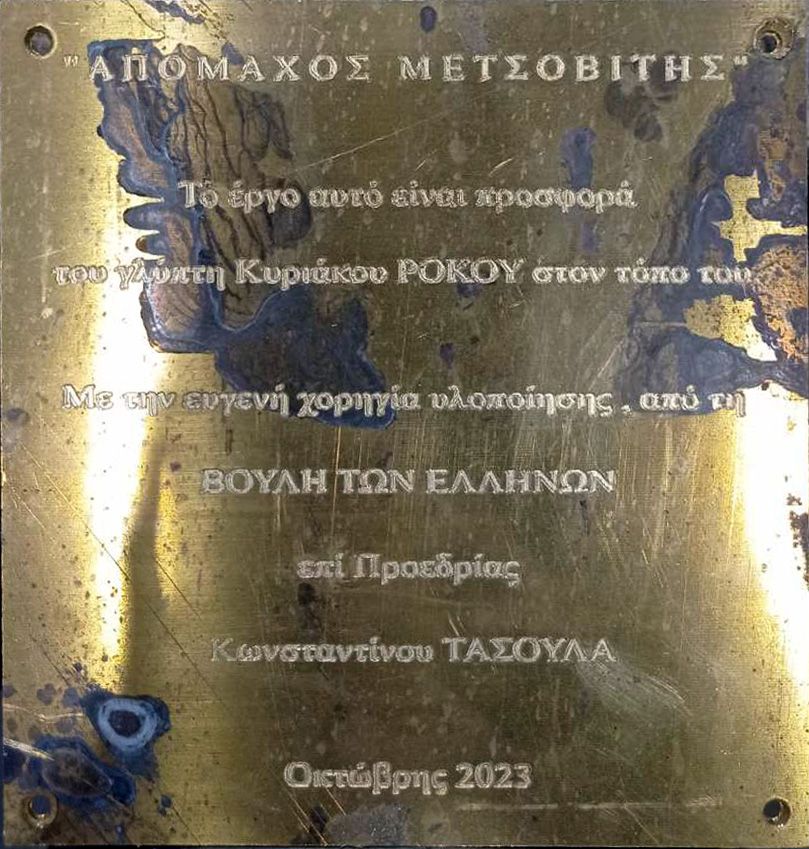 "ΑΠΟΜΑΧΟΣ ΜΕΤΣΟΒΙΤΗΣ"
Το έργο αυτό είναι προσφορά
του γλύπτη Κυριάκου ΡΟΚΟΥ στον τόπο του
Με την ευγενή χορηγία υλοποίησης , από τη
ΒΟΥΛΗ ΤΩΝ ΕΛΛΗΝΩΝ
επί Προεδρίας
Κωνσταντίνου ΤΑΣΟΥΛΑ
Οκτώβρης 2023